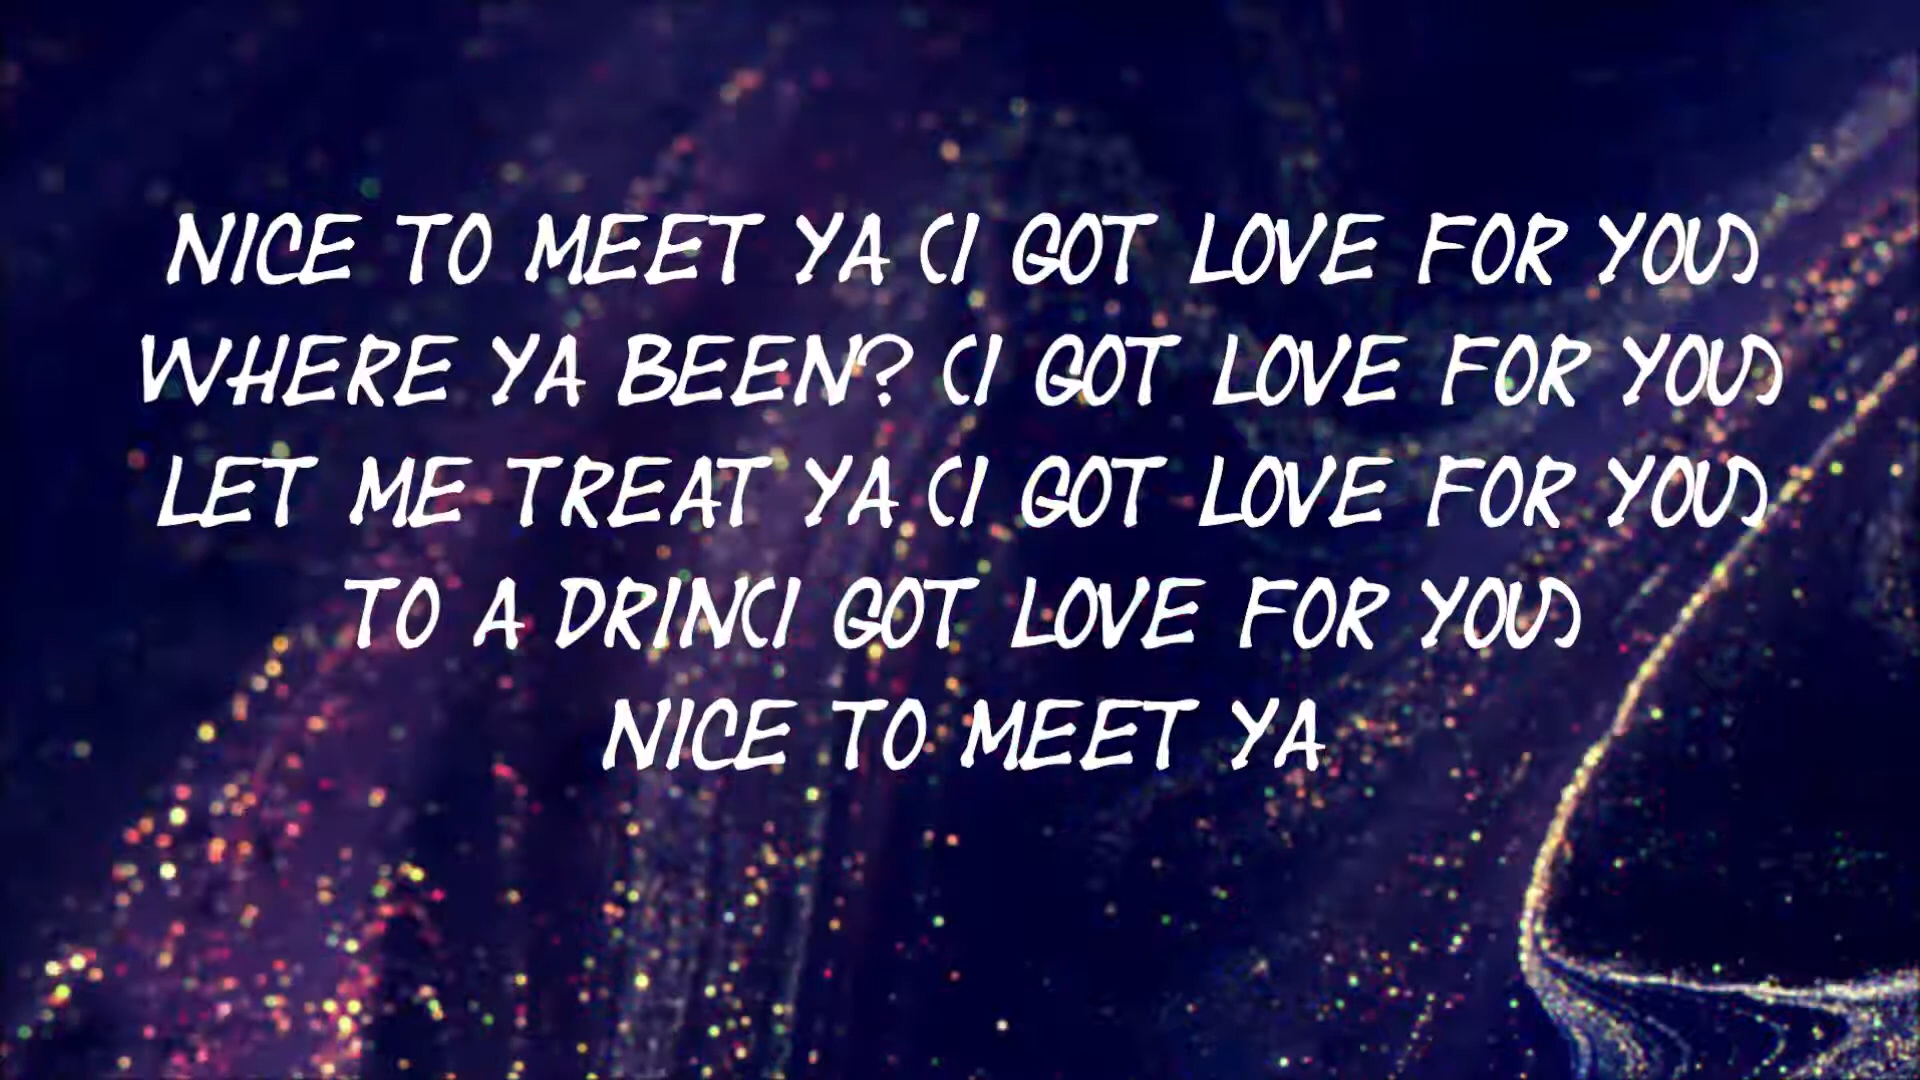 NICE TO MEET YA (I GOT LOVE FOR YOU)
WHERE YA BEEN? (I GOT LOVE FOR YOU)
LET ME TREAT YA (I GOT LOVE FOR YOU)
TO A DRIN(I GOT LOVE FOR YOU)
NICE TO MEET YA